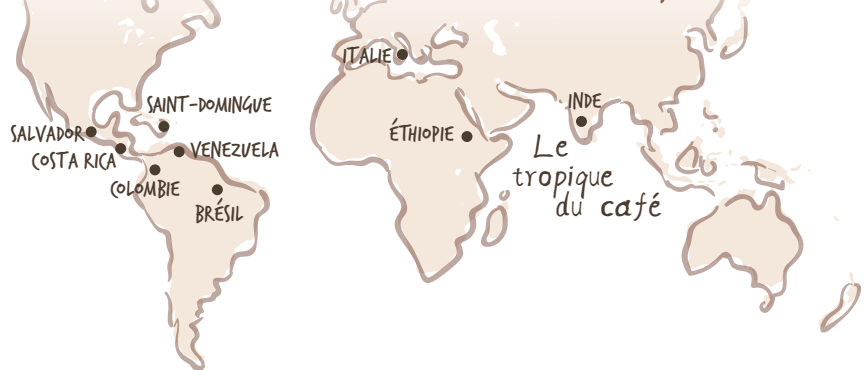 ITALIE
SAINT-DOMINGUE
INDE
SALVADOR
ÉTHIOPIE
COSTA RICA
VENEZUELA
COLOMBIE
BRÉSIL
Le
tropique
du café